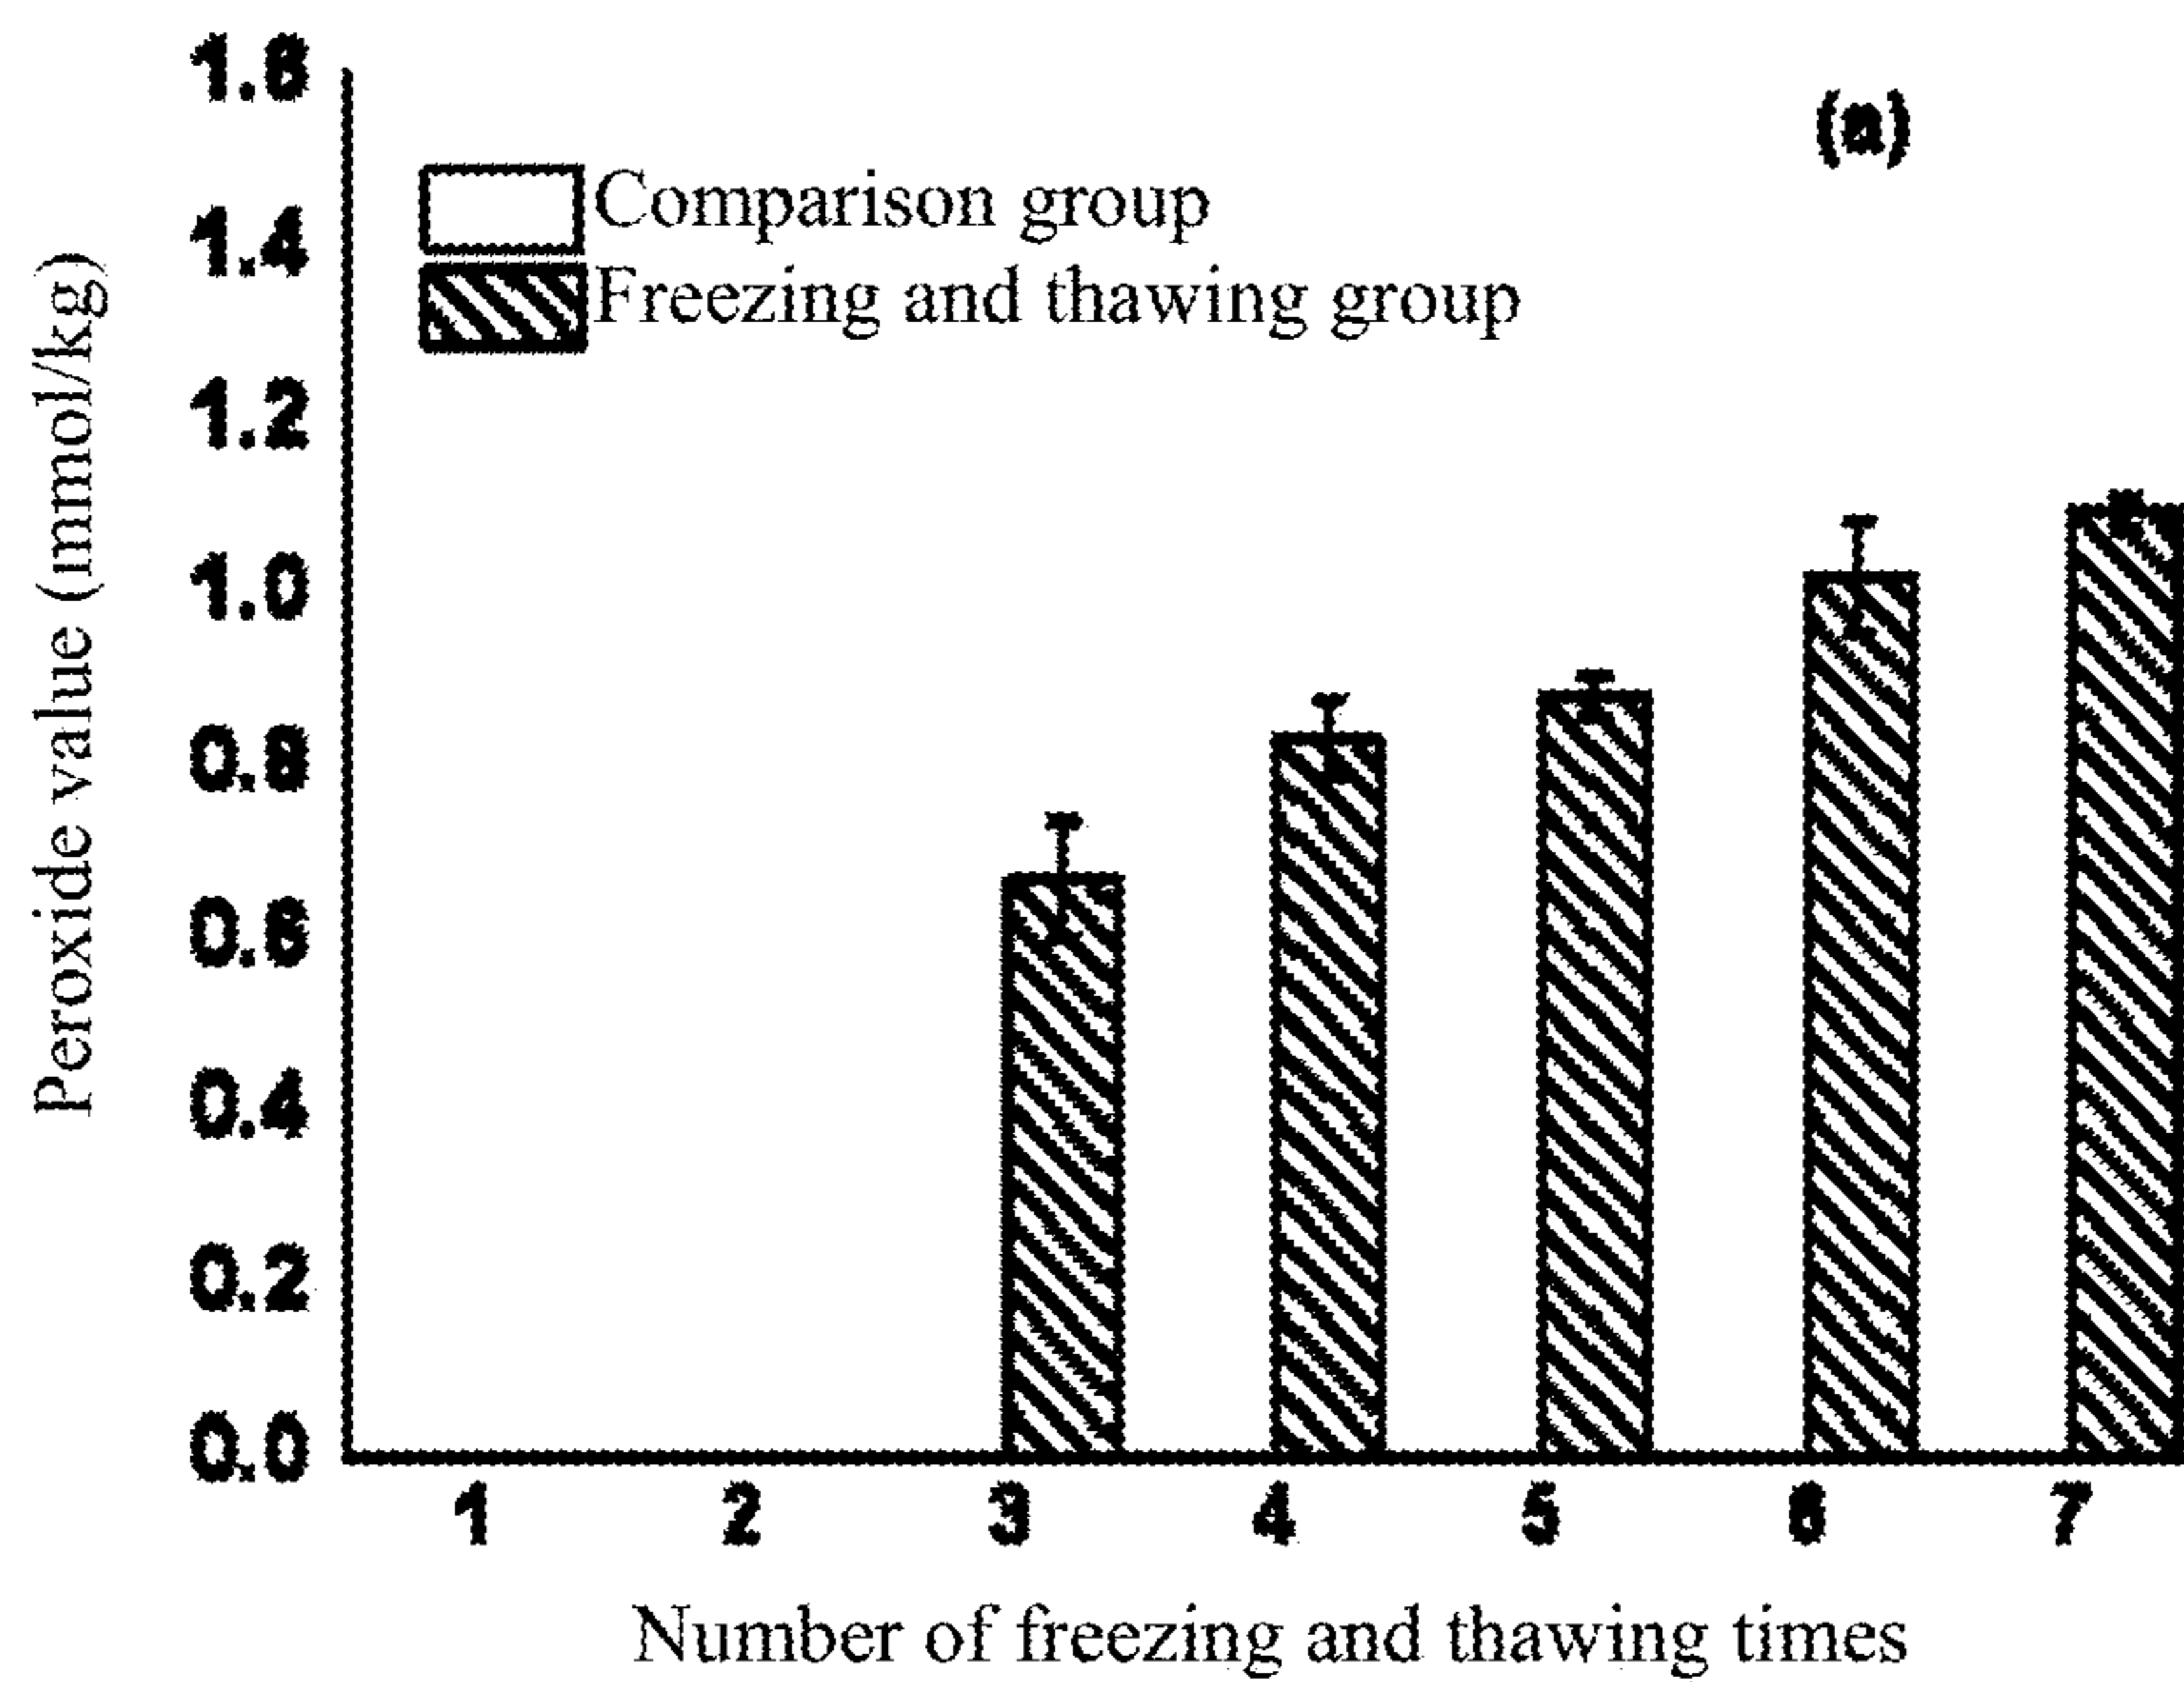 1.6
(a)
Comparison group
1.4
Freezing and thawing group
1.2
1.0
0.8
0.6
0.4
0.2
0.0
Peroxide value (mmol/kg)
1 2 3 4 5 6 7
Number of freezing and thawing times